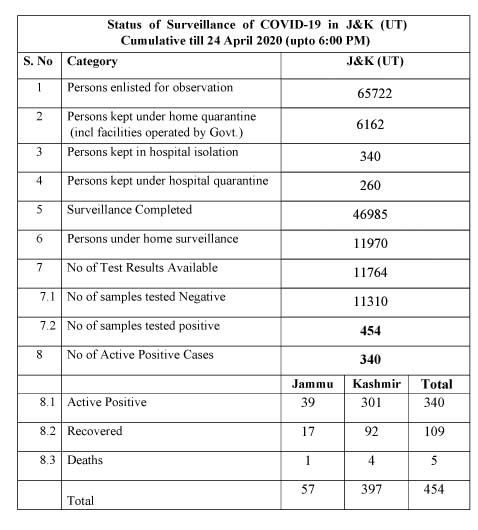 Status of Surveillance of COVID-19 in J&K (UT)
Cumulative till 24 April 2020 (upto 6:00 PM)
S. No Category J&K (UT)
1 Persons enlisted for observation 65722
2 Persons kept under home quarantine
(incl facilities operated by Govt.) 6162
3 Persons kept in hospital isolation 340
4 Persons kept under hospital quarantine 260
5 Surveillance Completed 46985
6 Persons under home surveillance 11970
7 No of Test Results Available 11764
7.1 No of samples tested Negative 11310
7.2 No of samples tested positive 454
8 No of Active Positive Cases 340
Jammu Kashmir Total
8.1 Active Positive 39 301 340
8.2 Recovered 17 92 109
8.3 Deaths 1 4 5
Total 57 397 454